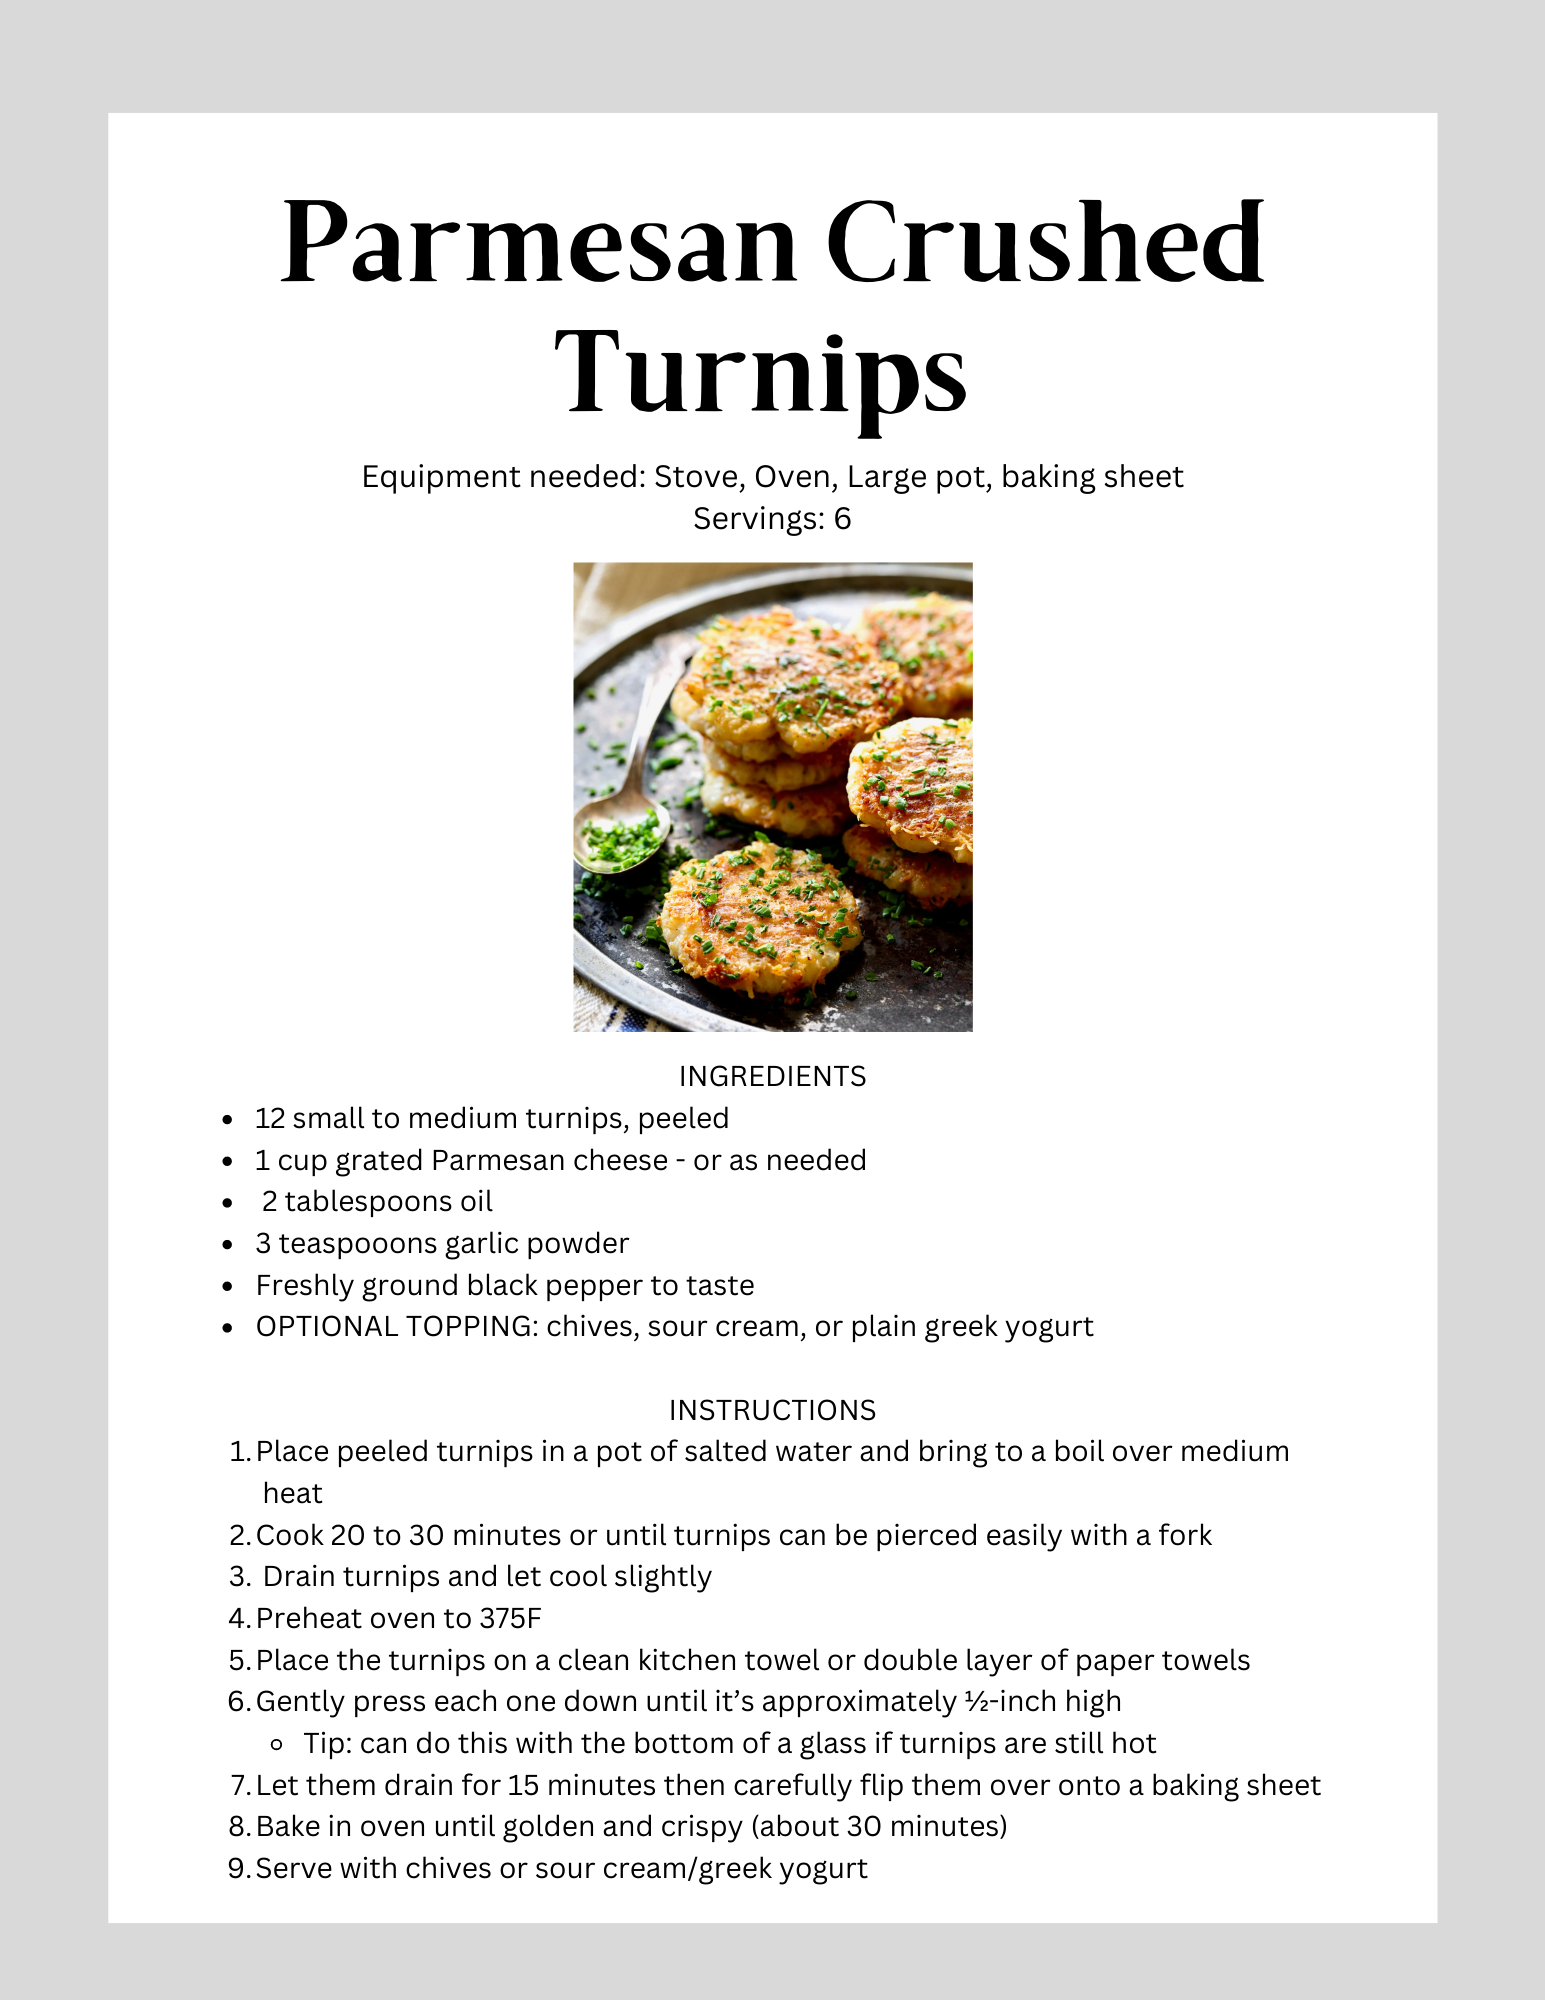 Parmesan Crushed
Turnips
Equipment needed: Stove, Oven, Large pot, baking sheet
Servings: 6
INGREDIENTS
• 12 small to medium turnips, peeled
• 1 cup grated Parmesan cheese - or as needed
• 2 tablespoons oil
• 3 teaspooons garlic powder
• Freshly ground black pepper to taste
• OPTIONAL TOPPING: chives, sour cream, or plain greek yogurt
INSTRUCTIONS
1. Place peeled turnips in a pot of salted water and bring to a boil over medium
heat
2. Cook 20 to 30 minutes or until turnips can be pierced easily with a fork
3. Drain turnips and let cool slightly
4. Preheat oven to 375F
5. Place the turnips on a clean kitchen towel or double layer of paper towels
6. Gently press each one down until it’s approximately ½-inch high
◦ Tip: can do this with the bottom of a glass if turnips are still hot
7. Let them drain for 15 minutes then carefully flip them over onto a baking sheet
8. Bake in oven until golden and crispy (about 30 minutes)
9. Serve with chives or sour cream/greek yogurt